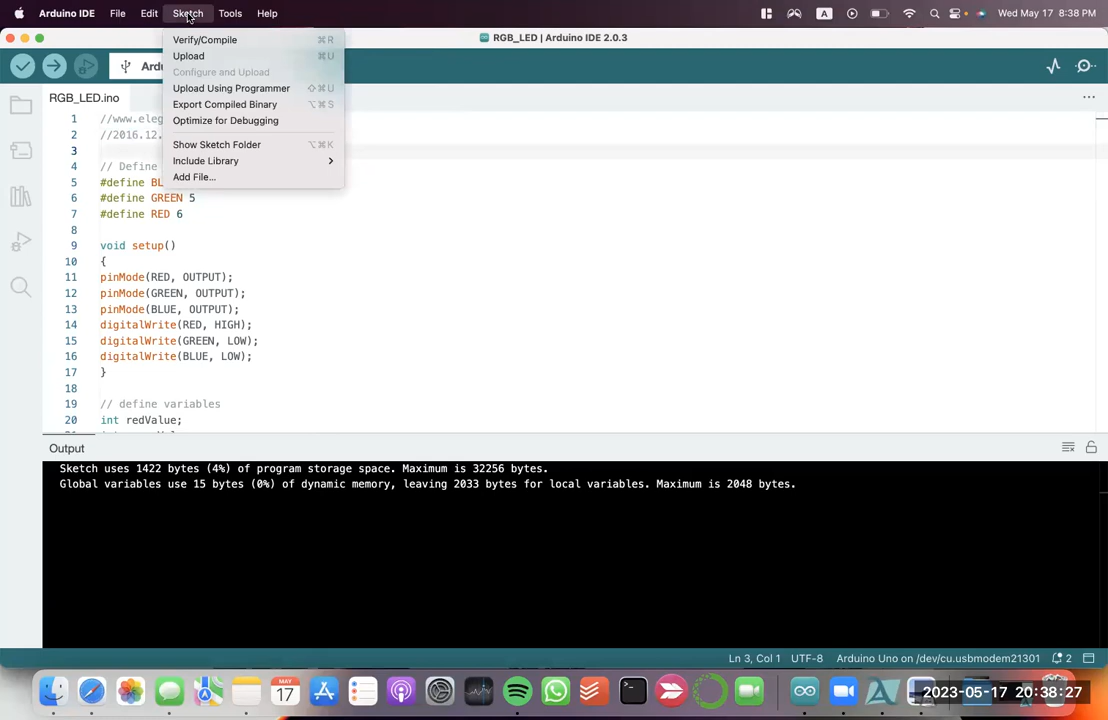 Arduino IDE File Edit Sketch Tools Help
A
Wed May 17 8:38 PM
RGB_LED | Arduino IDE 2.0.3
Verify/Compile ⌘R
Upload ⌘U
Configure and Upload
Upload Using Programmer ⇧⌘U
Export Compiled Binary ⌥⌘S
Optimize for Debugging
Show Sketch Folder ⌥⌘K
Include Library
Add File...
RGB_LED.ino
1 //www.eleg
2 //2016.12.
3
4 // Define
5 #define BL
6 #define GREEN 5
7 #define RED 6
8
9 void setup()
10 {
11 pinMode(RED, OUTPUT);
12 pinMode(GREEN, OUTPUT);
13 pinMode(BLUE, OUTPUT);
14 digitalWrite(RED, HIGH);
15 digitalWrite(GREEN, LOW);
16 digitalWrite(BLUE, LOW);
17 }
18
19 // define variables
20 int redValue;
Output
Sketch uses 1422 bytes (4%) of program storage space. Maximum is 32256 bytes.
Global variables use 15 bytes (0%) of dynamic memory, leaving 2033 bytes for local variables. Maximum is 2048 bytes.
Ln 3, Col 1 UTF-8 Arduino Uno on /dev/cu.usbmodem21301 2
MAY
17
2023-05-17 20:38:27